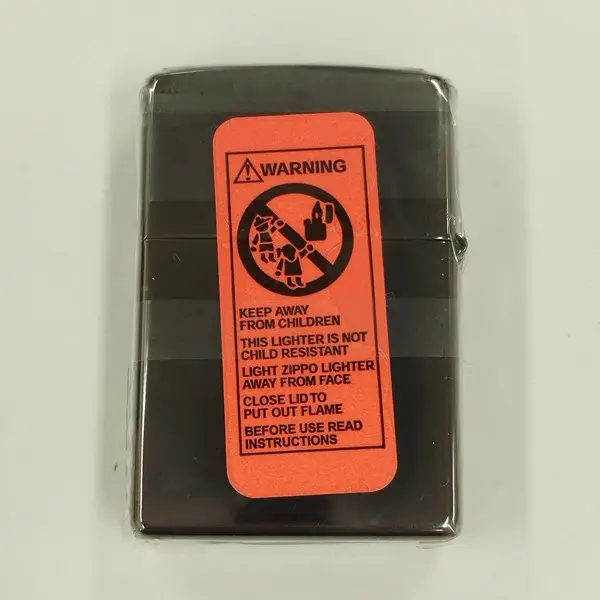 ⚠WARNING
KEEP AWAY
FROM CHILDREN
THIS LIGHTER IS NOT
CHILD RESISTANT
LIGHT ZIPPO LIGHTER
AWAY FROM FACE
CLOSE LID TO
PUT OUT FLAME
BEFORE USE READ
INSTRUCTIONS